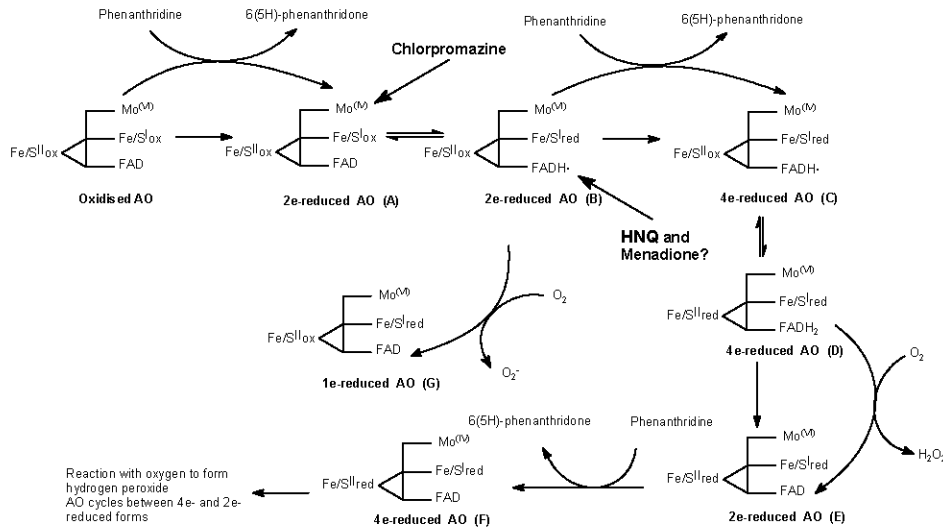 Phenanthridine
6(5H)-phenanthridone
Phenanthridine
6(5H)-phenanthridone
Chlorpromazine
Mo(VI)
Fe/SIox
Fe/SIIox
FAD
Oxidised AO
Mo(IV)
Fe/SIox
Fe/SIIox
FAD
2e-reduced AO (A)
Mo(VI)
Fe/SIred
Fe/SIIox
FADH·
2e-reduced AO (B)
Mo(IV)
Fe/SIred
Fe/SIIox
FADH·
4e-reduced AO (C)
HNQ and
Menadione?
Mo(VI)
Fe/SIred
Fe/SIIox
FAD
1e-reduced AO (G)
O2
O2-
Mo(VI)
Fe/SIred
Fe/SIIred
FADH2
4e-reduced AO (D)
O2
H2O2
6(5H)-phenanthridone
Phenanthridine
Mo(VI)
Fe/SIred
Fe/SIIred
FAD
2e-reduced AO (E)
Mo(IV)
Fe/SIred
Fe/SIIred
FAD
4e-reduced AO (F)
Reaction with oxygen to form
hydrogen peroxide
AO cycles between 4e- and 2e-
reduced forms